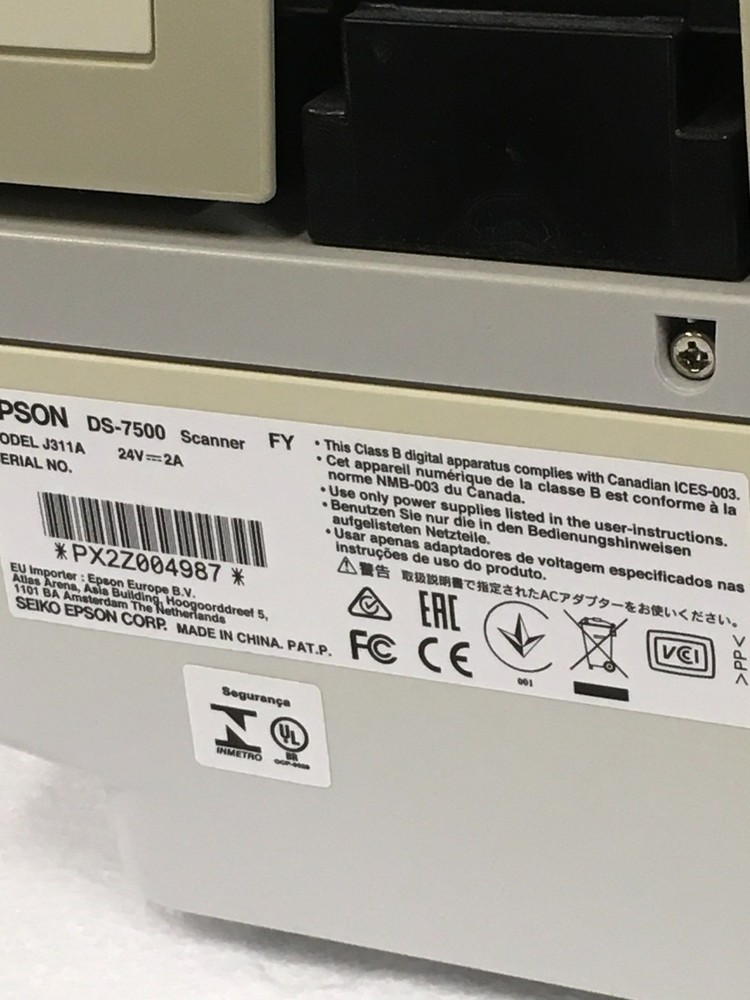 PSON DS-7500 Scanner FY
ODEL J311A 24V⎓2A
ERIAL NO.
*PX2Z004987*
EU Importer : Epson Europe B.V.
Atlas Arena, Asia Building, Hoogoorddreef 5,
1101 BA Amsterdam The Netherlands
SEIKO EPSON CORP. MADE IN CHINA. PAT.P.
• This Class B digital apparatus complies with Canadian ICES-003.
• Cet appareil numérique de la classe B est conforme à la
norme NMB-003 du Canada.
• Use only power supplies listed in the user-instructions.
• Benutzen Sie nur die in den Bedienungshinweisen
aufgelisteten Netzteile.
• Usar apenas adaptadores de voltagem especificados nas
instruções de uso do produto.
⚠警告 取扱説明書で指定されたACアダプターをお使いください。
EAC
FC CE
001
VCI
>PP<
Segurança
INMETRO
UL
BR